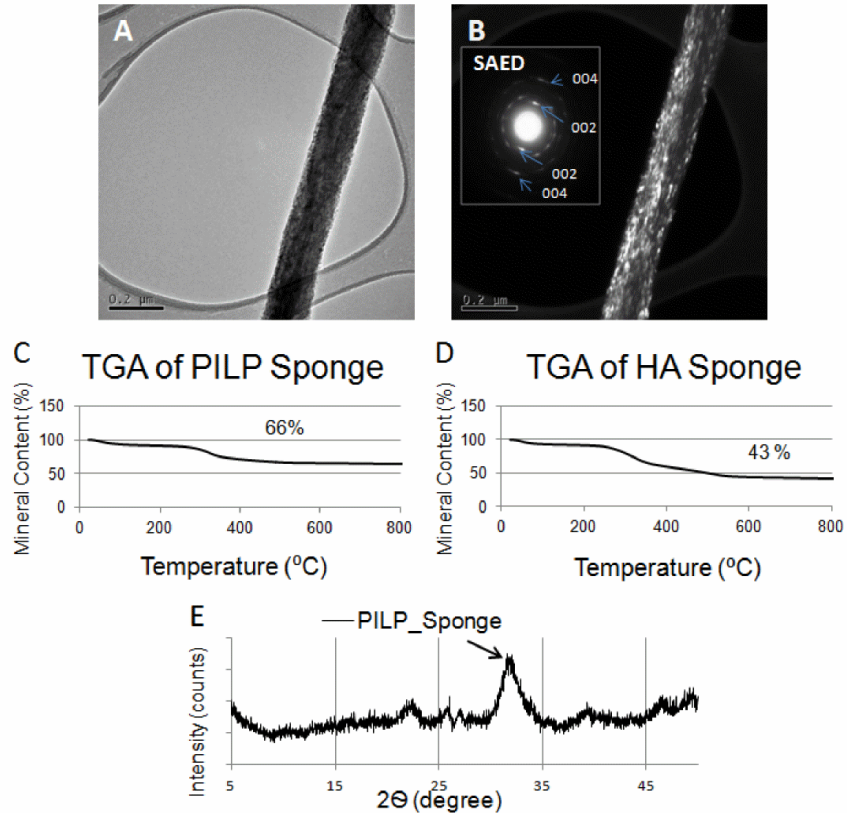 A
0.2 µm
B
SAED
004
002
002
004
0.2 µm
C
TGA of PILP Sponge
Mineral Content (%)
150
100
50
0
66%
0 200 400 600 800
Temperature (⁰C)
D
TGA of HA Sponge
Mineral Content (%)
150
100
50
0
43 %
0 200 400 600 800
Temperature (⁰C)
E
PILP_Sponge
Intensity (counts)
5 15 25 35 45
2Θ (degree)